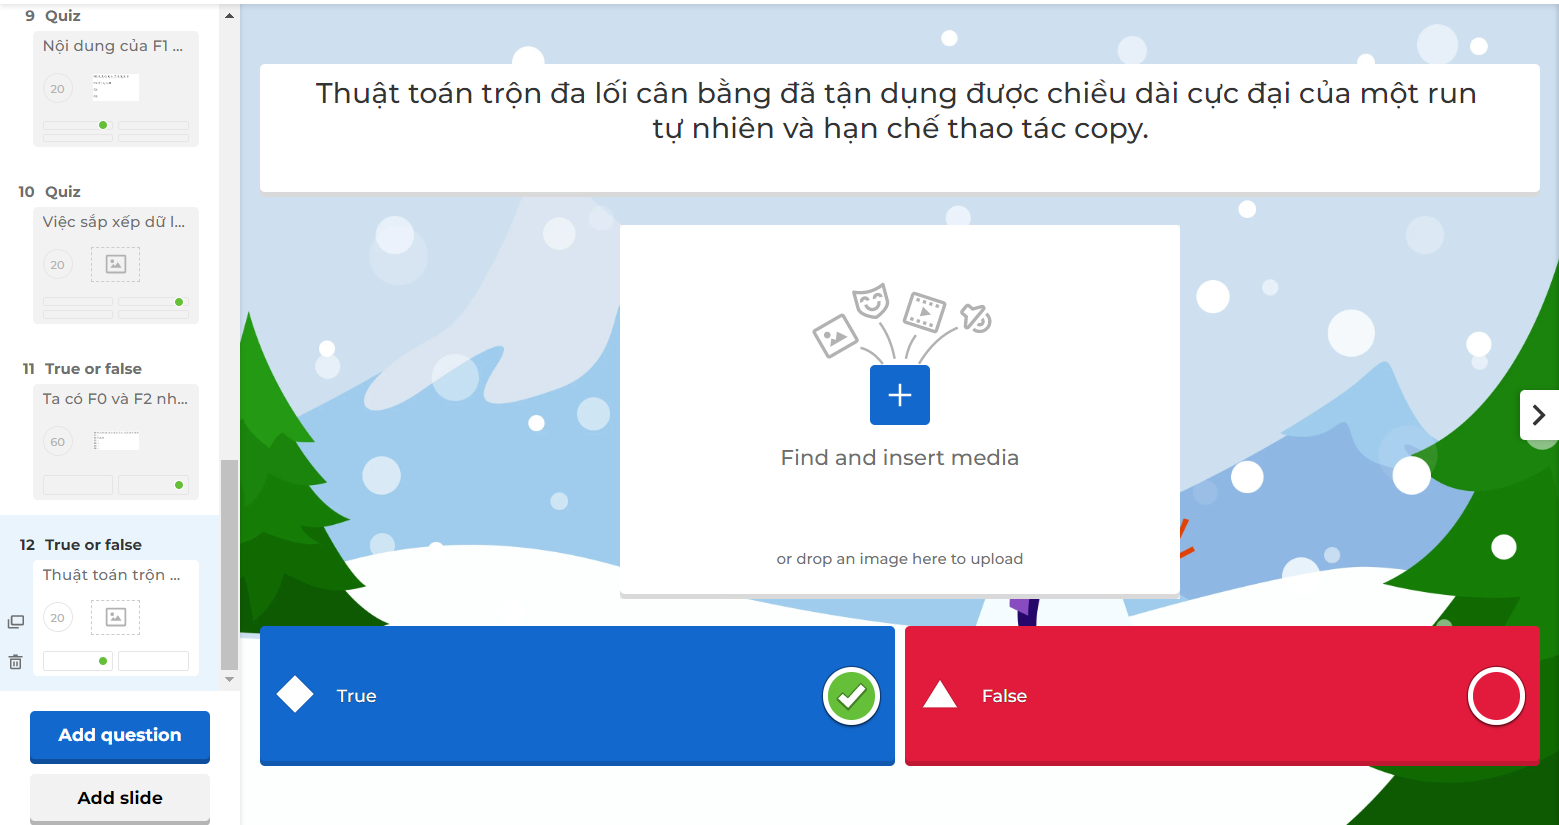 9 Quiz
Nội dung của F1 ...
20
10 Quiz
Việc sắp xếp dữ l...
20
11 True or false
Ta có F0 và F2 nh...
60
12 True or false
Thuật toán trộn ...
20
Add question
Add slide
Thuật toán trộn đa lối cân bằng đã tận dụng được chiều dài cực đại của một run
tự nhiên và hạn chế thao tác copy.
Find and insert media
or drop an image here to upload
True
False